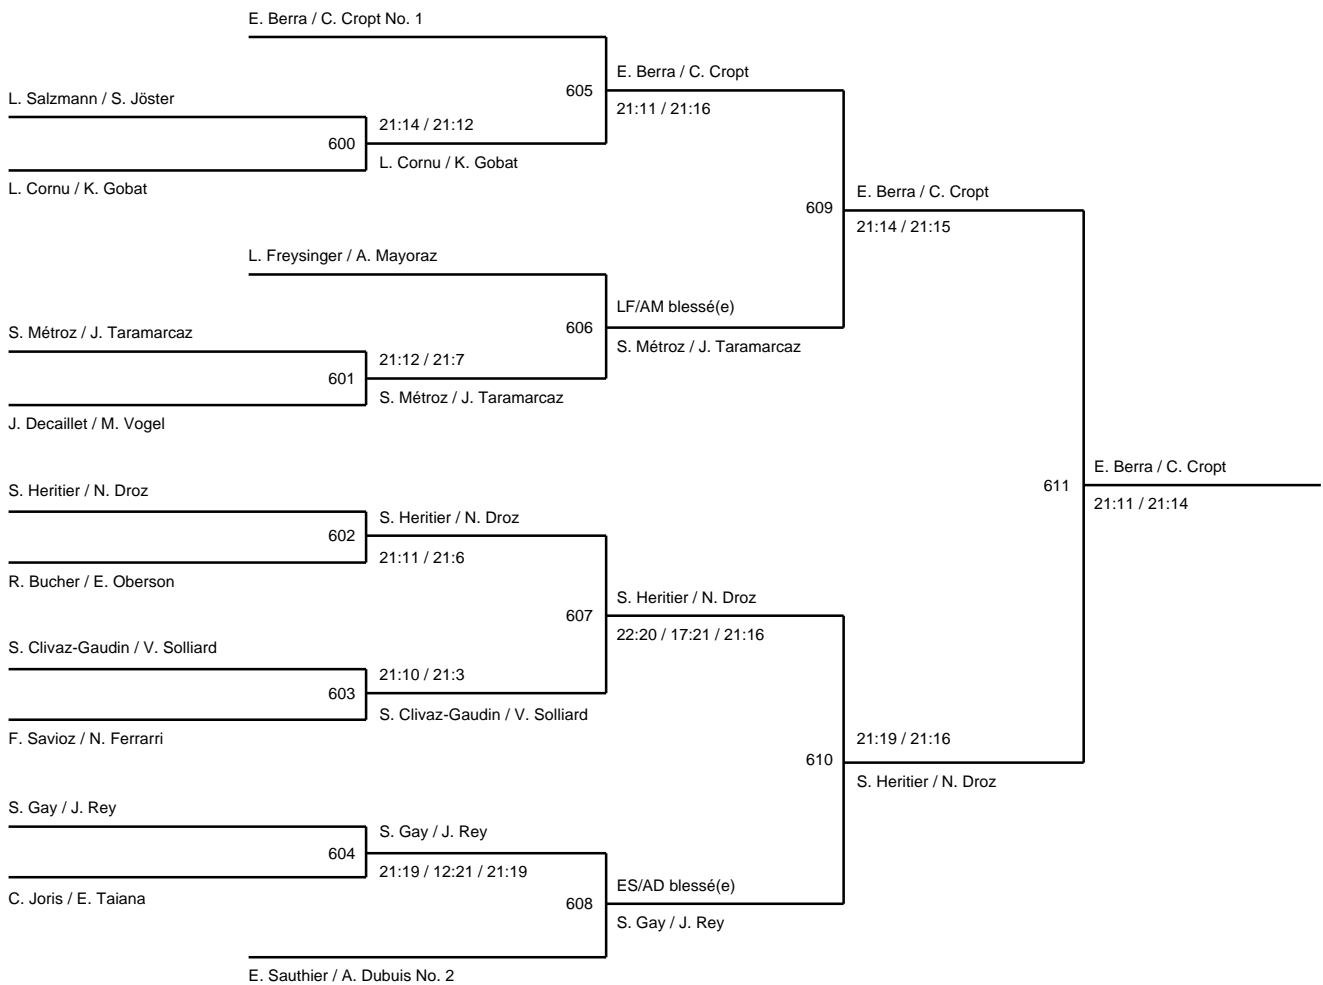 E. Berra / C. Cropt No. 1
E. Berra / C. Cropt
605
21:11 / 21:16
L. Salzmann / S. Jöster
21:14 / 21:12
600
L. Cornu / K. Gobat
L. Cornu / K. Gobat
E. Berra / C. Cropt
609
21:14 / 21:15
L. Freysinger / A. Mayoraz
LF/AM blessé(e)
606
S. Métroz / J. Taramarcaz
S. Métroz / J. Taramarcaz
21:12 / 21:7
601
S. Métroz / J. Taramarcaz
J. Decaillet / M. Vogel
E. Berra / C. Cropt
611
21:11 / 21:14
S. Heritier / N. Droz
S. Heritier / N. Droz
602
21:11 / 21:6
R. Bucher / E. Oberson
S. Heritier / N. Droz
607
22:20 / 17:21 / 21:16
S. Clivaz-Gaudin / V. Solliard
21:10 / 21:3
603
S. Clivaz-Gaudin / V. Solliard
F. Savioz / N. Ferrarri
21:19 / 21:16
610
S. Heritier / N. Droz
S. Gay / J. Rey
S. Gay / J. Rey
604
21:19 / 12:21 / 21:19
C. Joris / E. Taiana
ES/AD blessé(e)
608
S. Gay / J. Rey
E. Sauthier / A. Dubuis No. 2